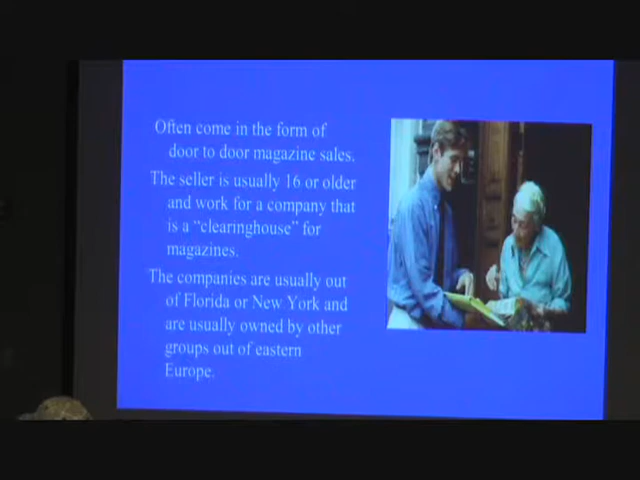 Often come in the form of
door to door magazine sales.
The seller is usually 16 or older
and work for a company that
is a “clearinghouse” for
magazines.
The companies are usually out
of Florida or New York and
are usually owned by other
groups out of eastern
Europe.